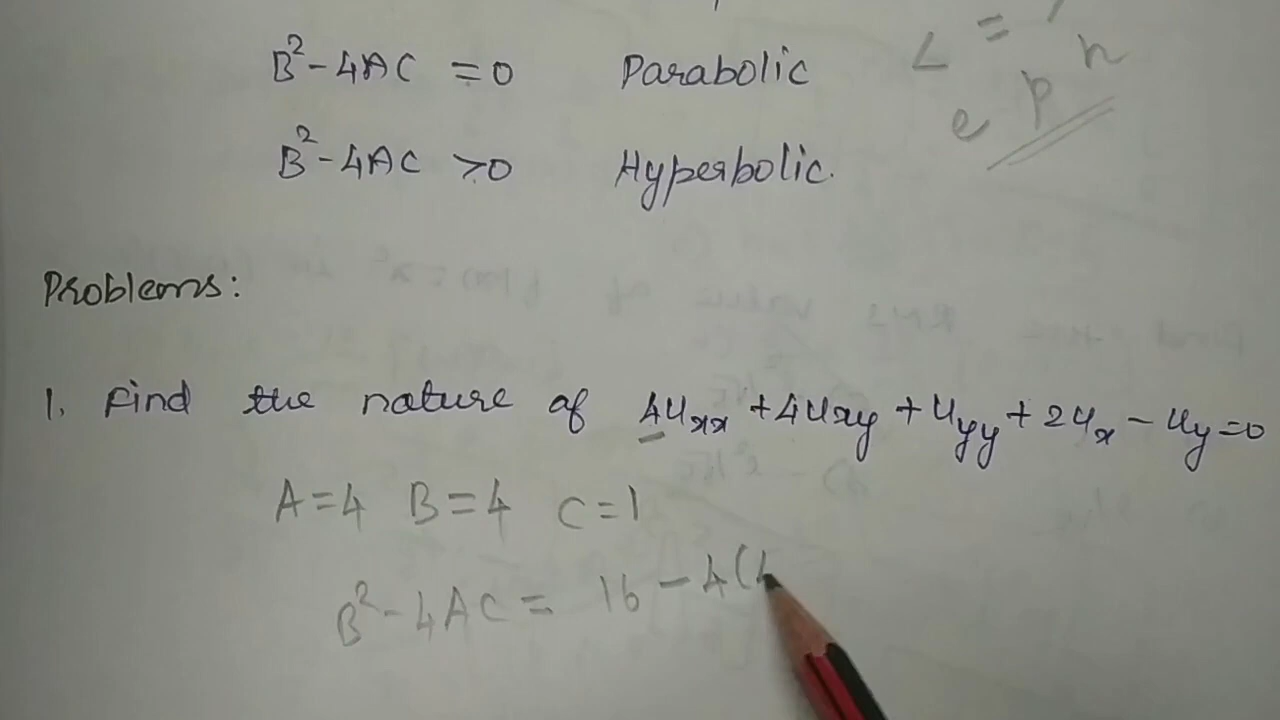 B²-4AC =0 Parabolic
< = >
e p h
B²-4AC >0 Hyperbolic.
Problems:
1. Find the nature of 4uxx +4uxy + uyy + 2ux - uy=0
A=4 B=4 C=1
B²-4AC = 16 -4(4